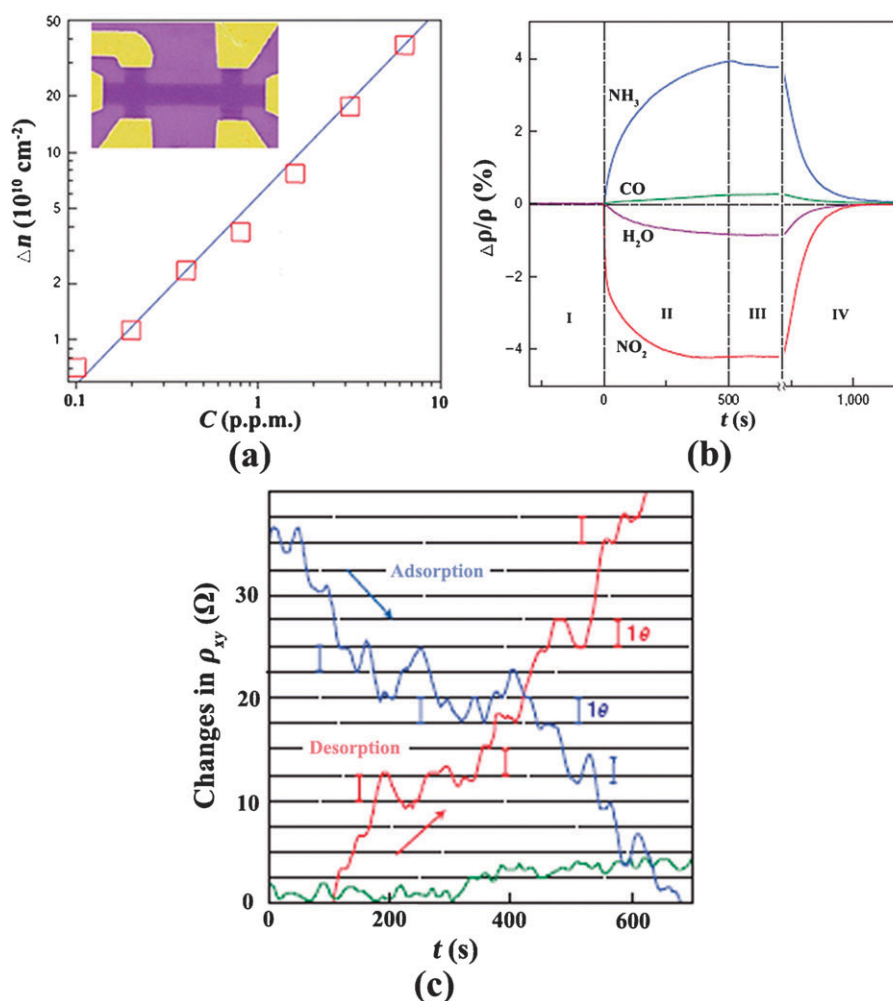 50
20
10
5
2
1
Δn (10¹⁰ cm⁻²)
0.1
1
10
C (p.p.m.)
(a)
4
2
0
−2
−4
Δρ/ρ (%)
NH₃
CO
H₂O
NO₂
I
II
III
IV
0
500
1,000
t (s)
(b)
30
20
10
0
Changes in ρxy (Ω)
Adsorption
Desorption
1e
1e
0
200
400
600
t (s)
(c)